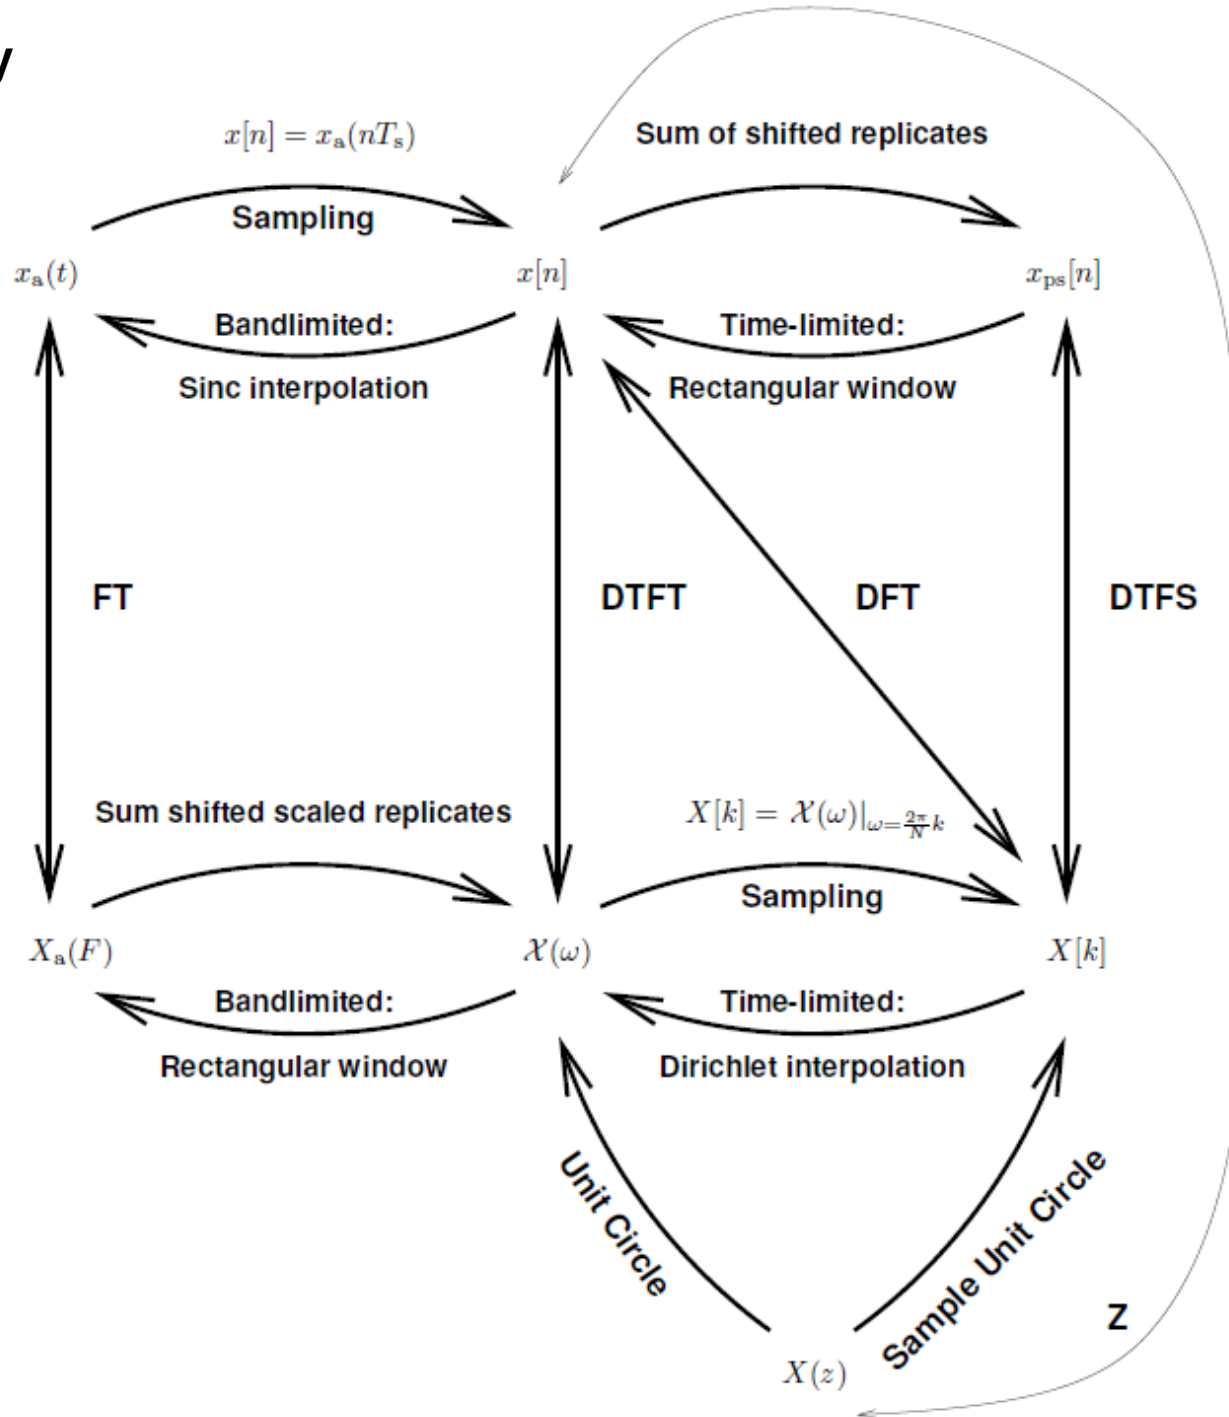 y
x[n] = x_a(nT_s)
Sum of shifted replicates
Sampling
x_a(t)
x[n]
x_ps[n]
Bandlimited:
Time-limited:
Sinc interpolation
Rectangular window
FT
DTFT
DFT
DTFS
Sum shifted scaled replicates
X[k] = 𝒳(ω)|_{ω=\frac{2π}{N}k}
Sampling
X_a(F)
𝒳(ω)
X[k]
Bandlimited:
Time-limited:
Rectangular window
Dirichlet interpolation
Unit Circle
Sample Unit Circle
Z
X(z)